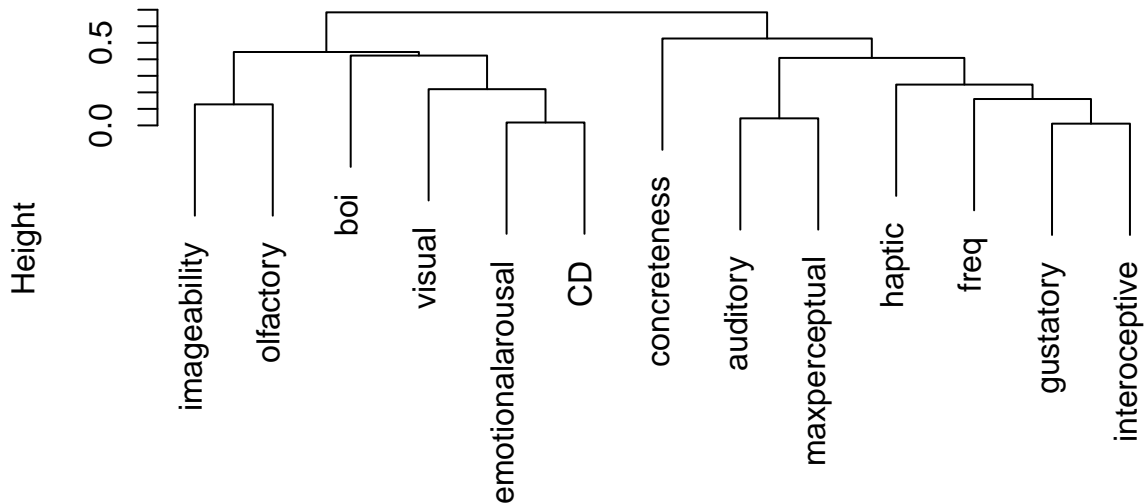 0.5
0.0
Height
imageability
olfactory
boi
visual
emotionalarousal
CD
concreteness
auditory
maxperceptual
haptic
freq
gustatory
interoceptive